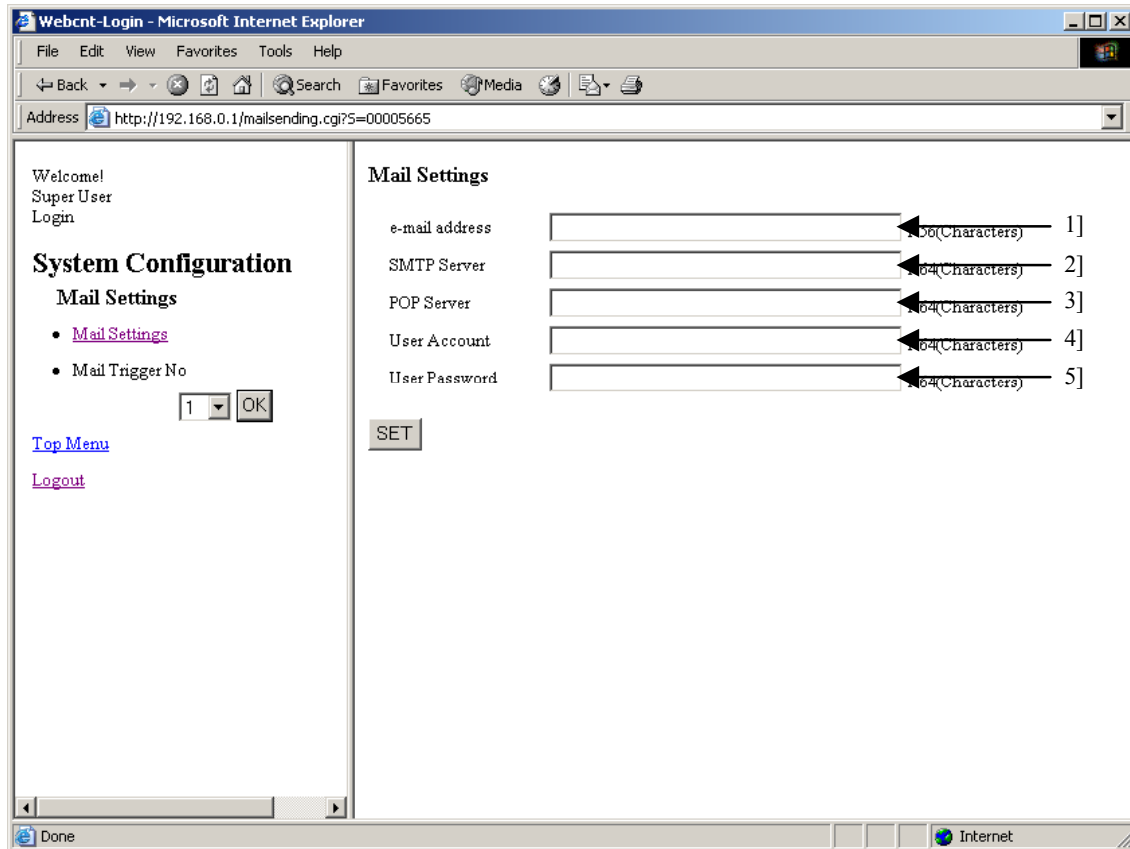 Webcnt-Login - Microsoft Internet Explorer
File Edit View Favorites Tools Help
Back Search Favorites Media
Address http://192.168.0.1/mailsending.cgi?S=00005665
Welcome!
Super User
Login
System Configuration
Mail Settings
Mail Settings
Mail Trigger No
1 OK
Top Menu
Logout
Mail Settings
e-mail address (Characters) 1]
SMTP Server (Characters) 2]
POP Server (Characters) 3]
User Account (Characters) 4]
User Password (Characters) 5]
SET
Done Internet